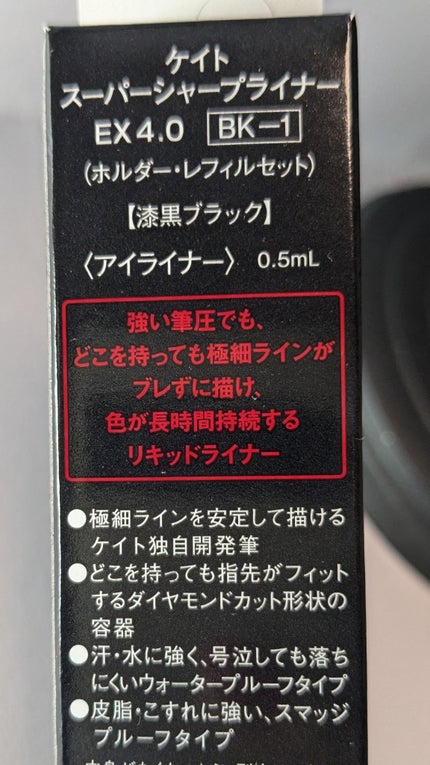 ケイト
スーパーシャープライナー
EX4.0 BK-1
(ホルダー・レフィルセット)
【漆黒ブラック】
〈アイライナー〉 0.5mL
強い筆圧でも、
どこを持っても極細ラインが
ブレずに描け、
色が長時間持続する
リキッドライナー
●極細ラインを安定して描ける
ケイト独自開発筆
●どこを持っても指先がフィット
するダイヤモンドカット形状の
容器
●汗・水に強く、号泣しても落ち
にくいウォータープルーフタイプ
●皮脂・こすれに強い、スマッジ
プルーフタイプ